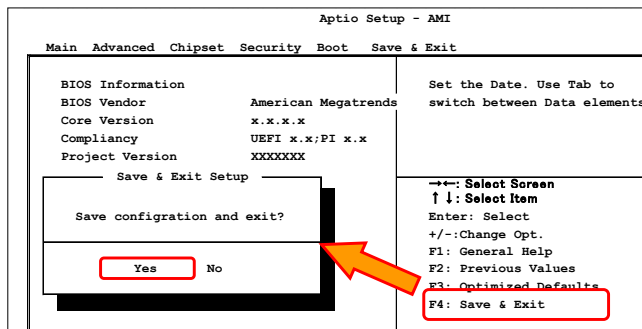 Aptio Setup - AMI
Main Advanced Chipset Security Boot Save & Exit
BIOS Information
BIOS Vendor American Megatrends
Core Version x.x.x.x
Compliancy UEFI x.x;PI x.x
Project Version XXXXXXX
Save & Exit Setup
Save configration and exit?
Yes No
Set the Date. Use Tab to
switch between Data elements
→←: Select Screen
↑↓: Select Item
Enter: Select
+/-:Change Opt.
F1: General Help
F2: Previous Values
F3: Optimized Defaults
F4: Save & Exit